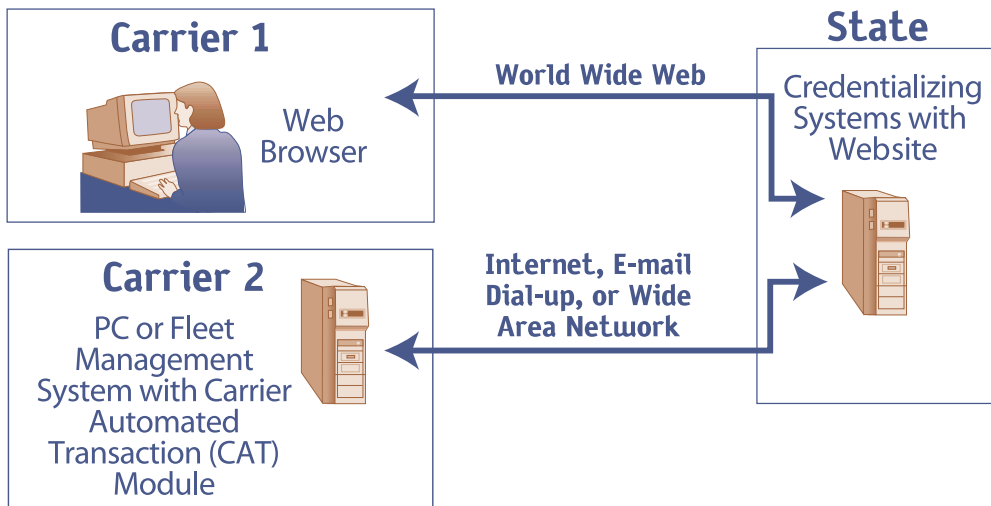 Carrier 1
Web
Browser
World Wide Web
State
Credentializing
Systems with
Website
Carrier 2
PC or Fleet
Management
System with Carrier
Automated
Transaction (CAT)
Module
Internet, E-mail
Dial-up, or Wide
Area Network